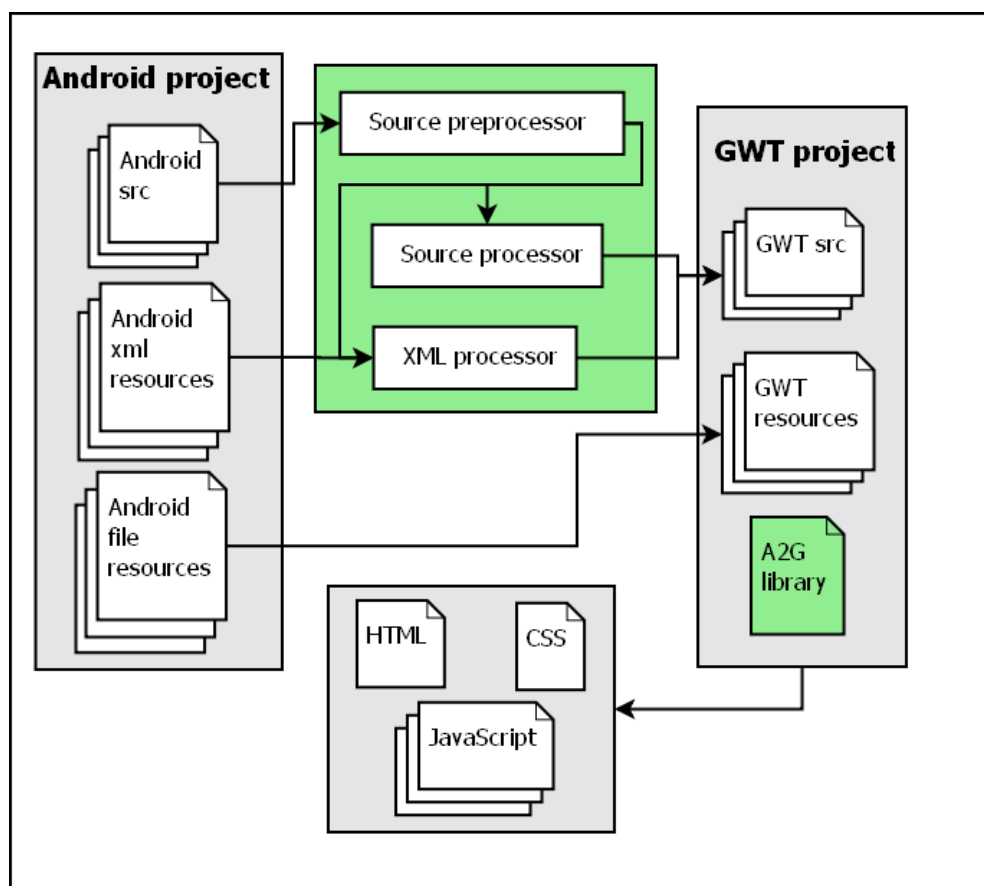 Android project
Android
src
Android
xml
resources
Android
file
resources
Source preprocessor
Source processor
XML processor
GWT project
GWT src
GWT
resources
A2G
library
HTML
CSS
JavaScript